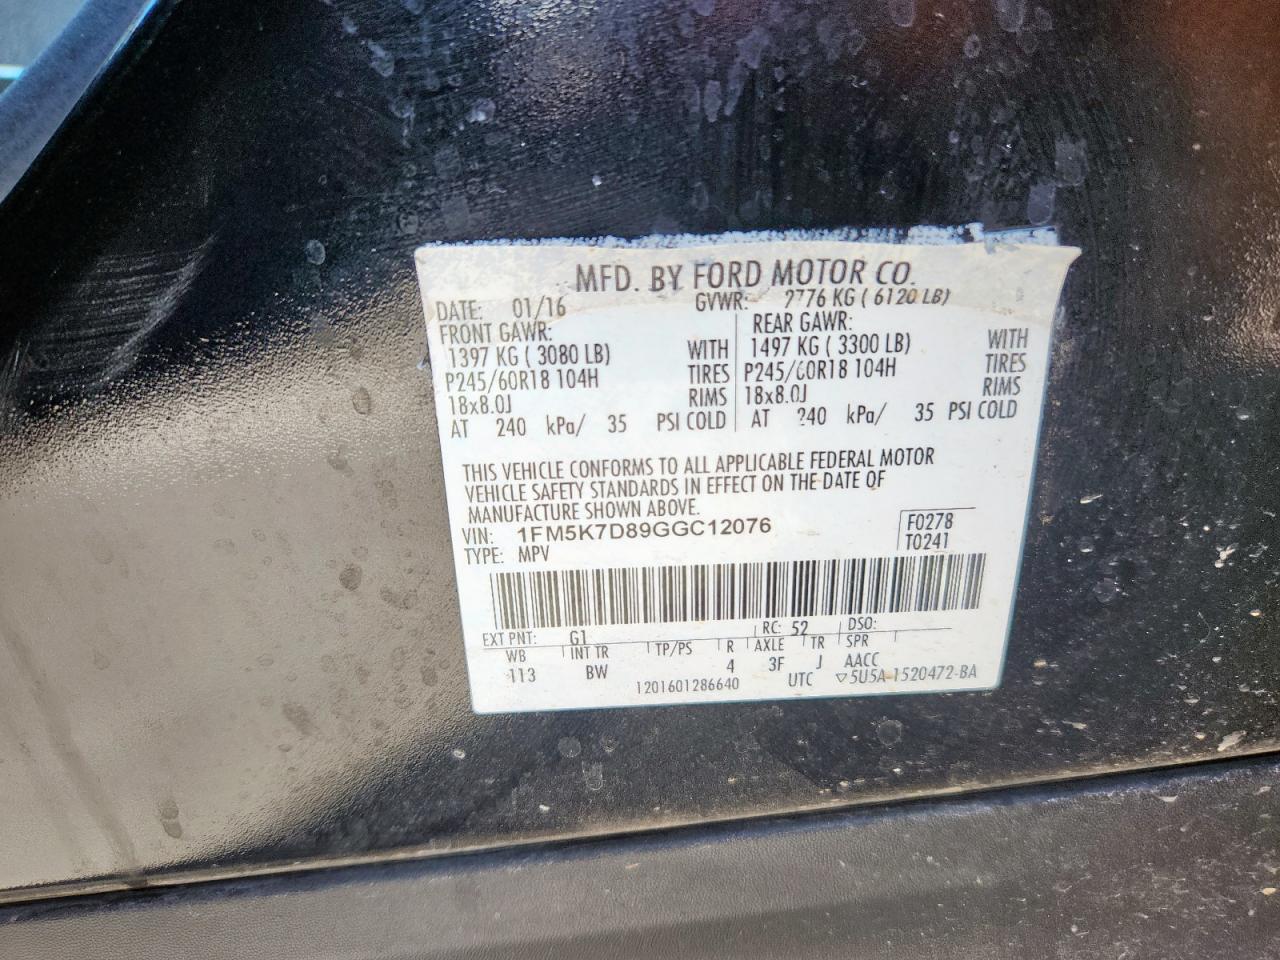 MFD. BY FORD MOTOR CO.
DATE: 01/16 GVWR: 2776 KG ( 6120 LB)
FRONT GAWR: REAR GAWR:
1397 KG ( 3080 LB) WITH 1497 KG ( 3300 LB) WITH
P245/60R18 104H TIRES P245/60R18 104H TIRES
18x8.0J RIMS 18x8.0J RIMS
AT 240 kPa/ 35 PSI COLD AT 240 kPa/ 35 PSI COLD
THIS VEHICLE CONFORMS TO ALL APPLICABLE FEDERAL MOTOR
VEHICLE SAFETY STANDARDS IN EFFECT ON THE DATE OF
MANUFACTURE SHOWN ABOVE.
VIN: 1FM5K7D89GGC12076 F0278
TYPE: MPV T0241
EXT PNT: G1 RC: 52 DSO:
WB INT TR TP/PS R AXLE TR SPR
113 BW 4 3F J AACC
1201601286640 UTC ▽5U5A-1520472-BA